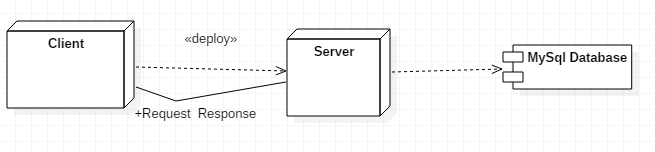 Client
«deploy»
Server
MySql Database
+Request  Response